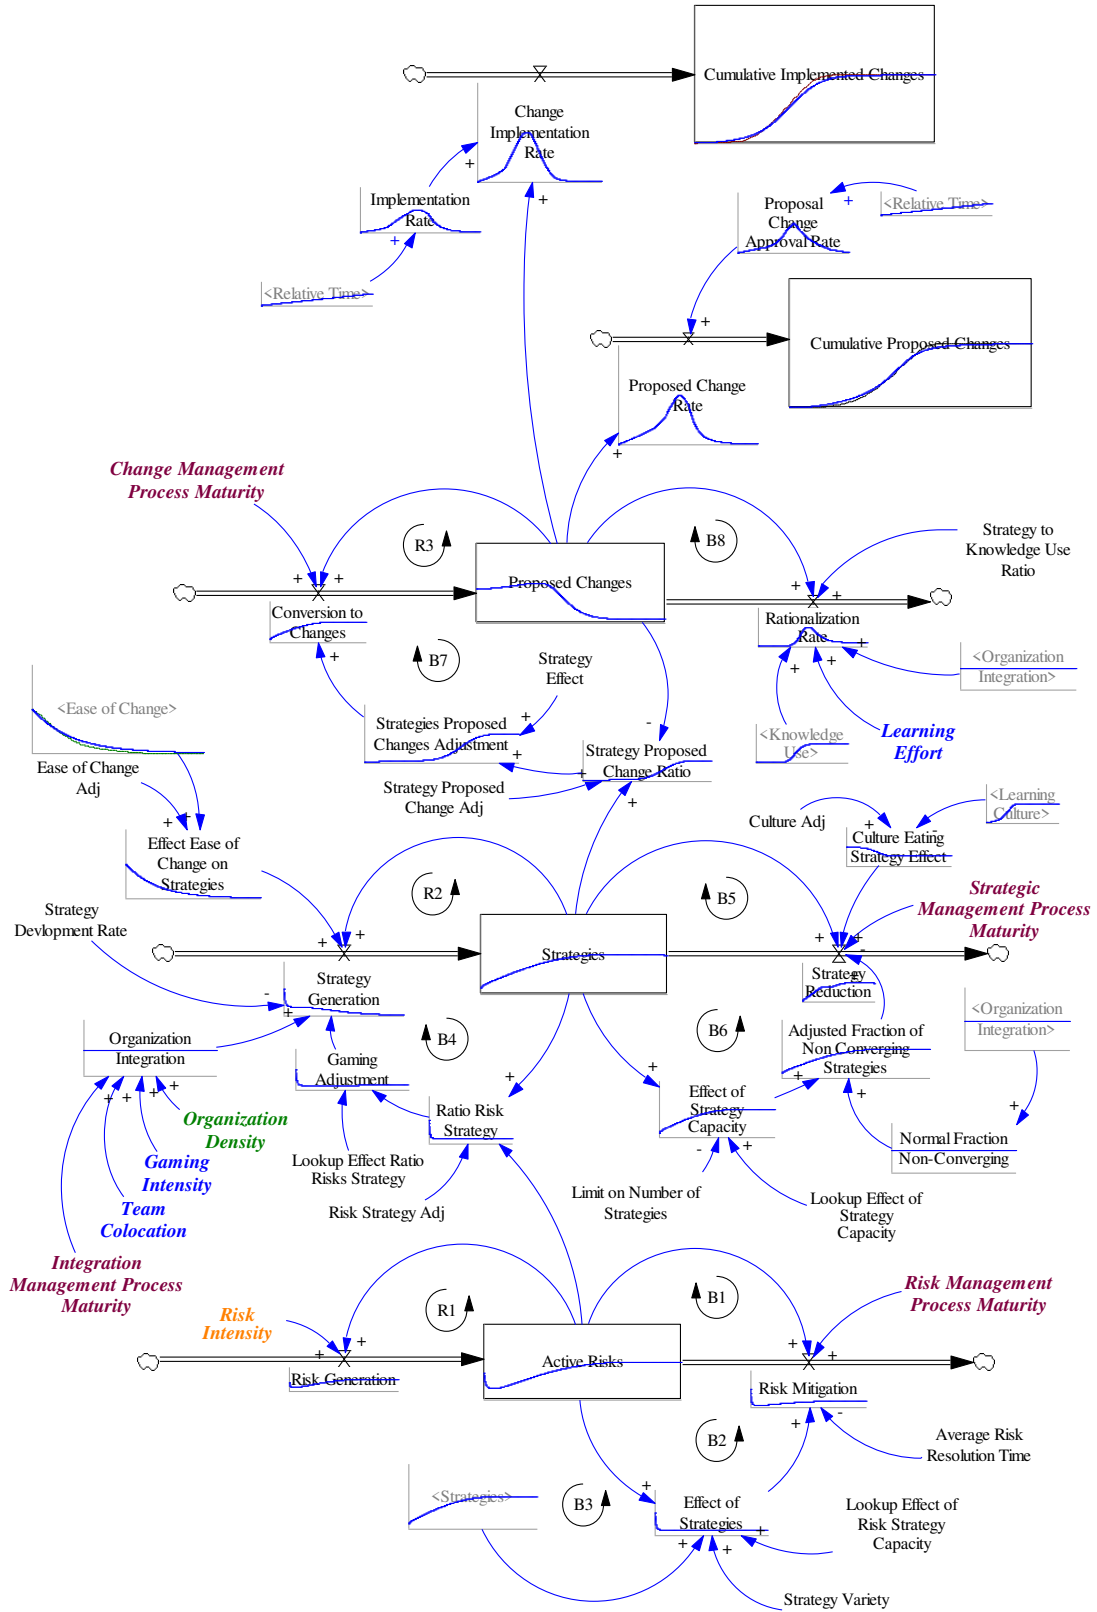 Cumulative Implemented Changes
Change
Implementation
Rate
+
+
Implementation
Rate
+
<Relative Time>
Proposal
Change
Approval Rate
+
<Relative Time>
+
Cumulative Proposed Changes
Proposed Change
Rate
+
Change Management
Process Maturity
R3
B8
+
+
Proposed Changes
+
+
Strategy to
Knowledge Use
Ratio
Conversion to
Changes
+
B7
Rationalization
Rate
+
+
+
<Organization
Integration>
<Knowledge
Use>
Learning
Effort
<Ease of Change>
Ease of Change
Adj
Strategy
Effect
+
Strategies Proposed
Changes Adjustment
+
-
Strategy Proposed
Change Ratio
+
+
Strategy Proposed
Change Adj
+
-
Effect Ease of
Change on
Strategies
Culture Adj
+
-
<Learning
Culture>
Culture Eating
Strategy Effect
Strategy
Devlopment Rate
R2
B5
+
+
Strategies
+
+
-
+
Strategic
Management Process
Maturity
Strategy
Generation
-
+
Strategy
Reduction
Organization
Integration
+
+
+
+
Organization
Density
Gaming
Intensity
Team
Colocation
Integration
Management Process
Maturity
B4
B6
Gaming
Adjustment
Lookup Effect Ratio
Risks Strategy
Ratio Risk
Strategy
+
Risk Strategy Adj
+
Effect of
Strategy
Capacity
-
+
Limit on Number of
Strategies
Lookup Effect of
Strategy
Capacity
Adjusted Fraction of
Non Converging
Strategies
+
+
<Organization
Integration>
+
Normal Fraction
Non-Converging
Risk
Intensity
R1
B1
+
+
Active Risks
+
+
Risk Management
Process Maturity
Risk Generation
Risk Mitigation
+
-
B2
Average Risk
Resolution Time
<Strategies>
B3
+
Effect of
Strategies
+
+
+
Lookup Effect of
Risk Strategy
Capacity
Strategy Variety